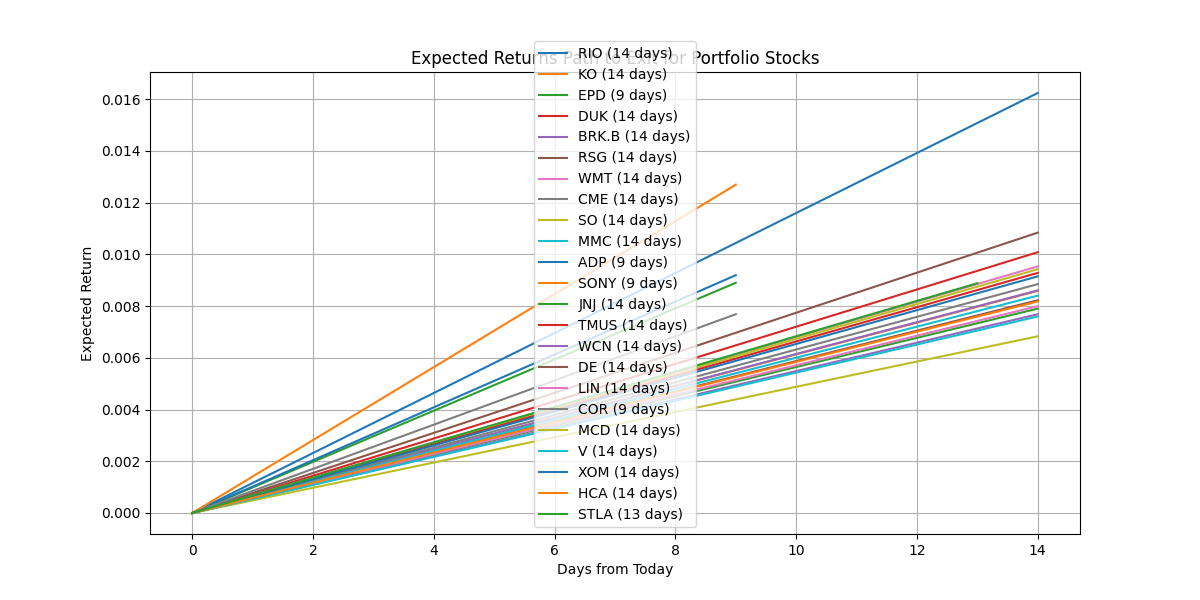 Expected Returns Path to Exit for Portfolio Stocks
RIO (14 days)
KO (14 days)
EPD (9 days)
DUK (14 days)
BRK.B (14 days)
RSG (14 days)
WMT (14 days)
CME (14 days)
SO (14 days)
MMC (14 days)
ADP (9 days)
SONY (9 days)
JNJ (14 days)
TMUS (14 days)
WCN (14 days)
DE (14 days)
LIN (14 days)
COR (9 days)
MCD (14 days)
V (14 days)
XOM (14 days)
HCA (14 days)
STLA (13 days)
Expected Return
0.016
0.014
0.012
0.010
0.008
0.006
0.004
0.002
0.000
0 2 4 6 8 10 12 14
Days from Today